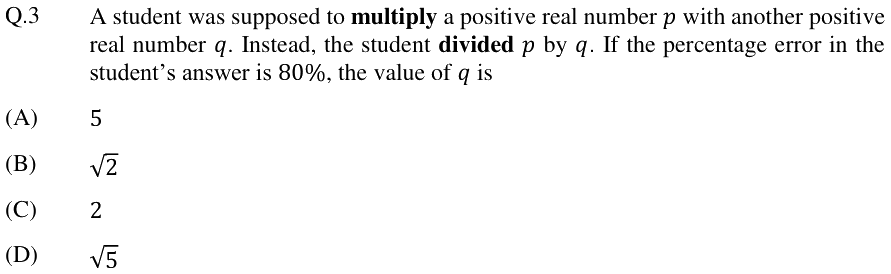 Q.3 A student was supposed to multiply a positive real number p with another positive
real number q. Instead, the student divided p by q. If the percentage error in the
student’s answer is 80%, the value of q is
(A) 5
(B) √2
(C) 2
(D) √5